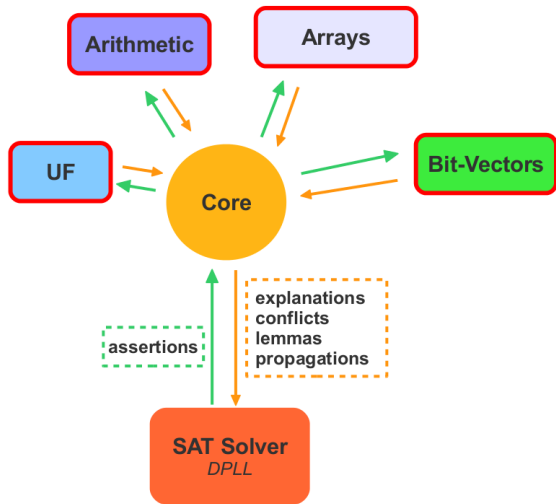 Arithmetic
Arrays
UF
Bit-Vectors
Core
explanations
conflicts
lemmas
propagations
assertions
SAT Solver
DPLL